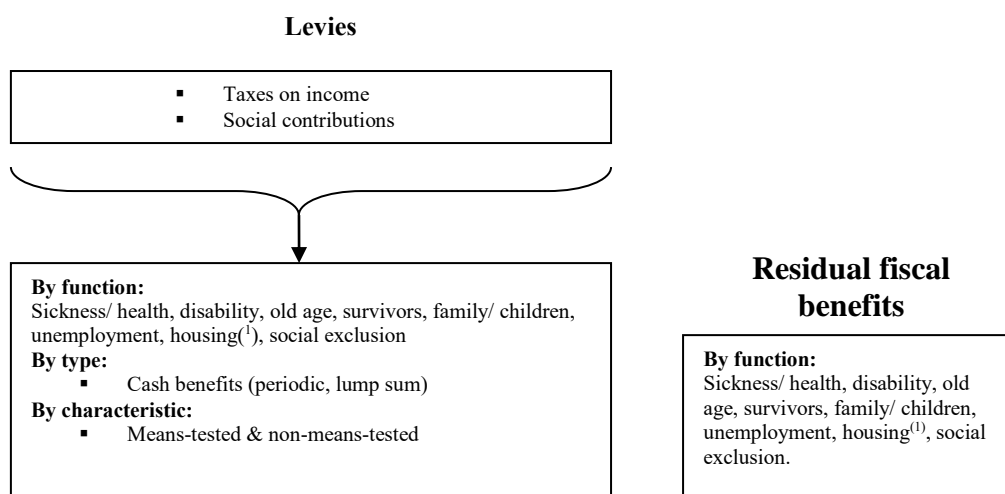 Levies
▪ Taxes on income
▪ Social contributions
By function:
Sickness/ health, disability, old age, survivors, family/ children,
unemployment, housing(¹), social exclusion
By type:
▪ Cash benefits (periodic, lump sum)
By characteristic:
▪ Means-tested & non-means-tested
Residual fiscal
benefits
By function:
Sickness/ health, disability, old
age, survivors, family/ children,
unemployment, housing⁽¹⁾, social
exclusion.